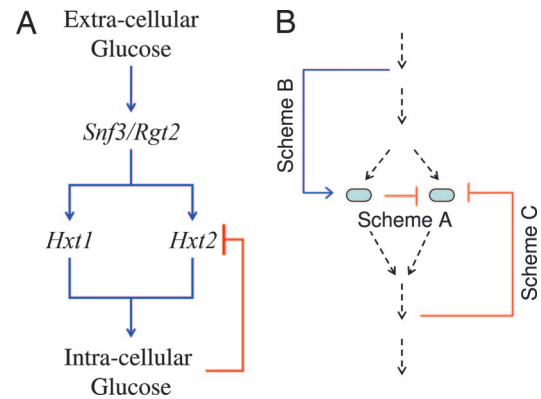 A
Extra-cellular
Glucose
Snf3/Rgt2
Hxt1
Hxt2
Intra-cellular
Glucose
B
Scheme B
Scheme A
Scheme C